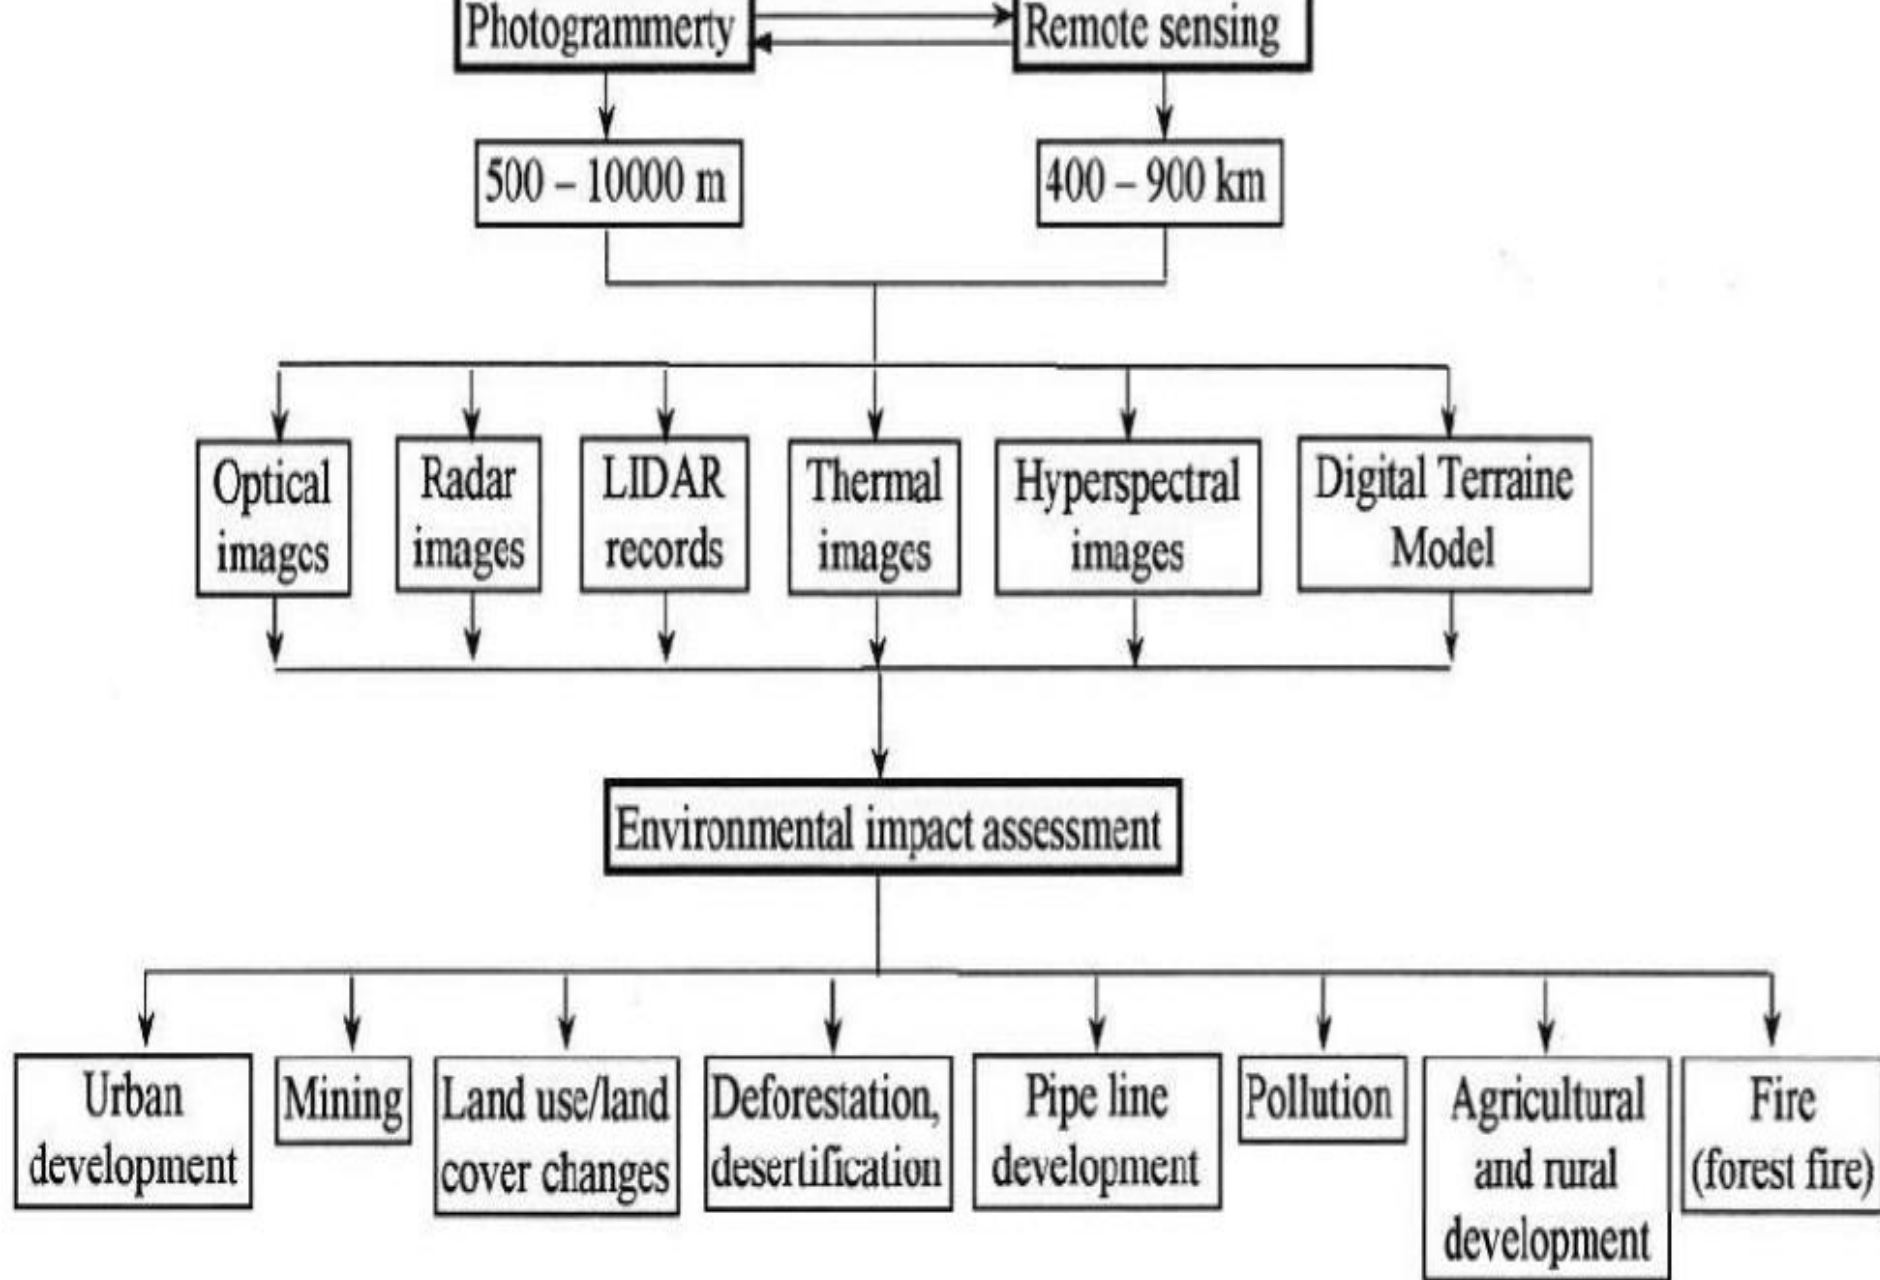 Photogrammerty
Remote sensing
500 – 10000 m
400 – 900 km
Optical
images
Radar
images
LIDAR
records
Thermal
images
Hyperspectral
images
Digital Terraine
Model
Environmental impact assessment
Urban
development
Mining
Land use/land
cover changes
Deforestation,
desertification
Pipe line
development
Pollution
Agricultural
and rural
development
Fire
(forest fire)